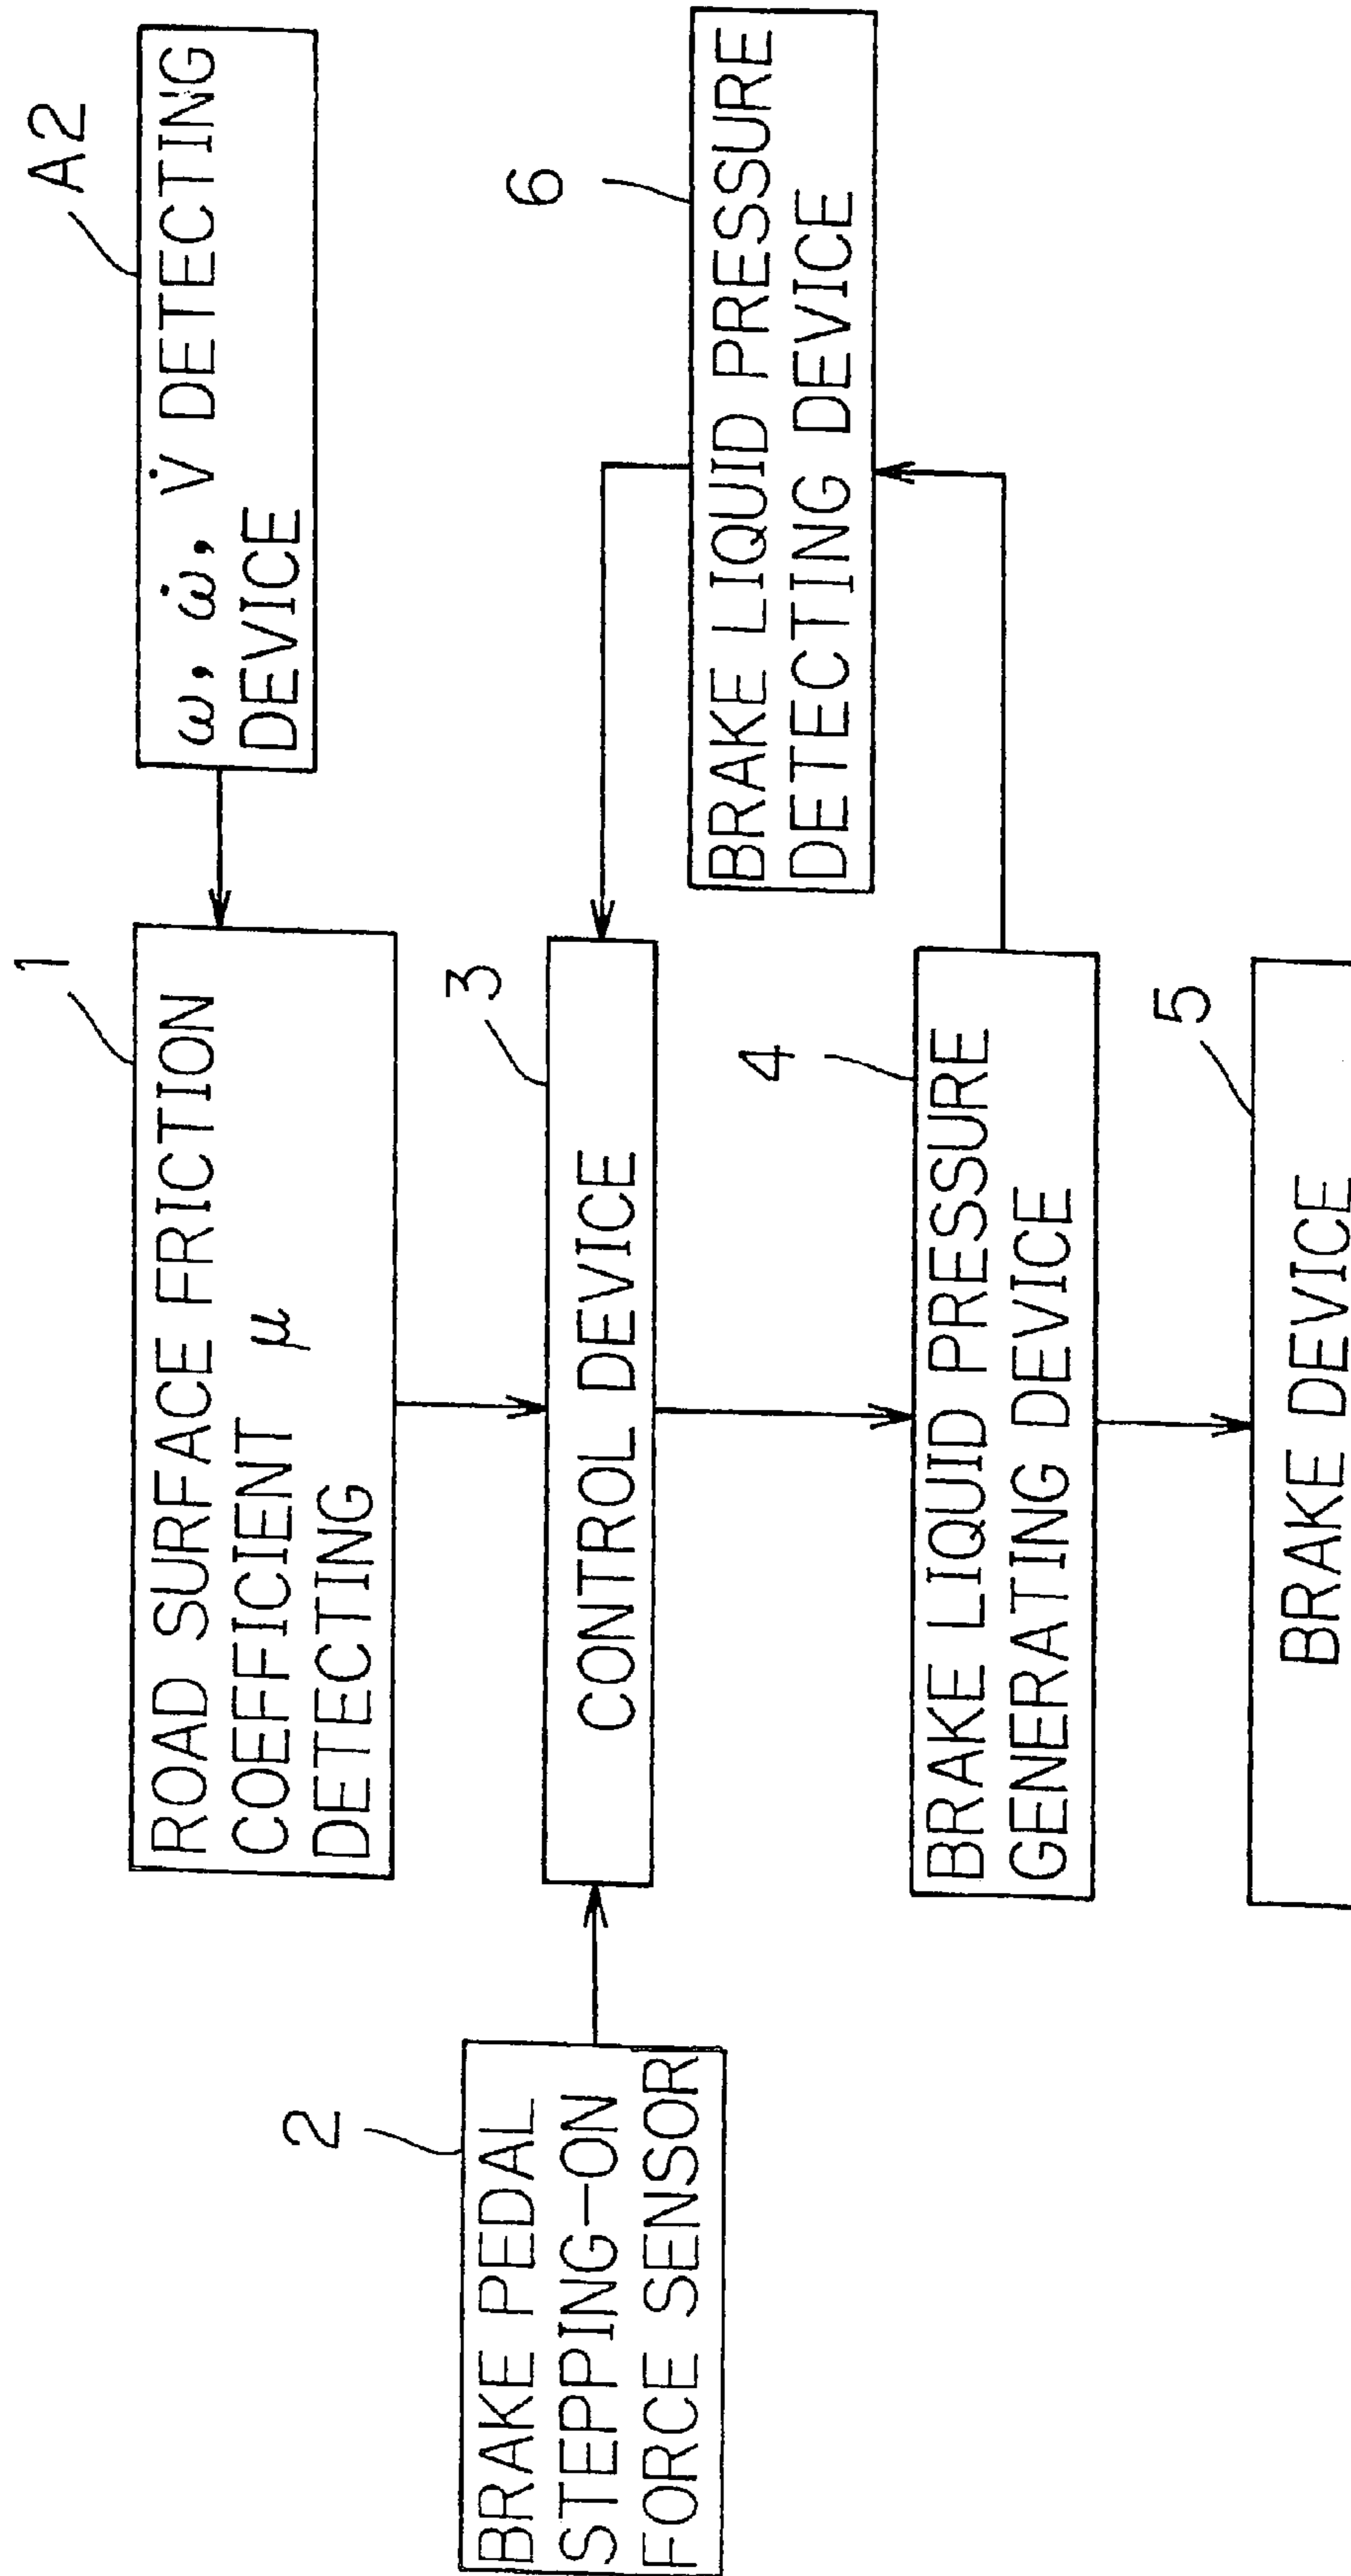 A2
ω, ω̇, V̇ DETECTING
DEVICE
1
ROAD SURFACE FRICTION
COEFFICIENT μ
DETECTING
2
BRAKE PEDAL
STEPPING-ON
FORCE SENSOR
3
CONTROL DEVICE
6
BRAKE LIQUID PRESSURE
DETECTING DEVICE
4
BRAKE LIQUID PRESSURE
GENERATING DEVICE
5
BRAKE DEVICE